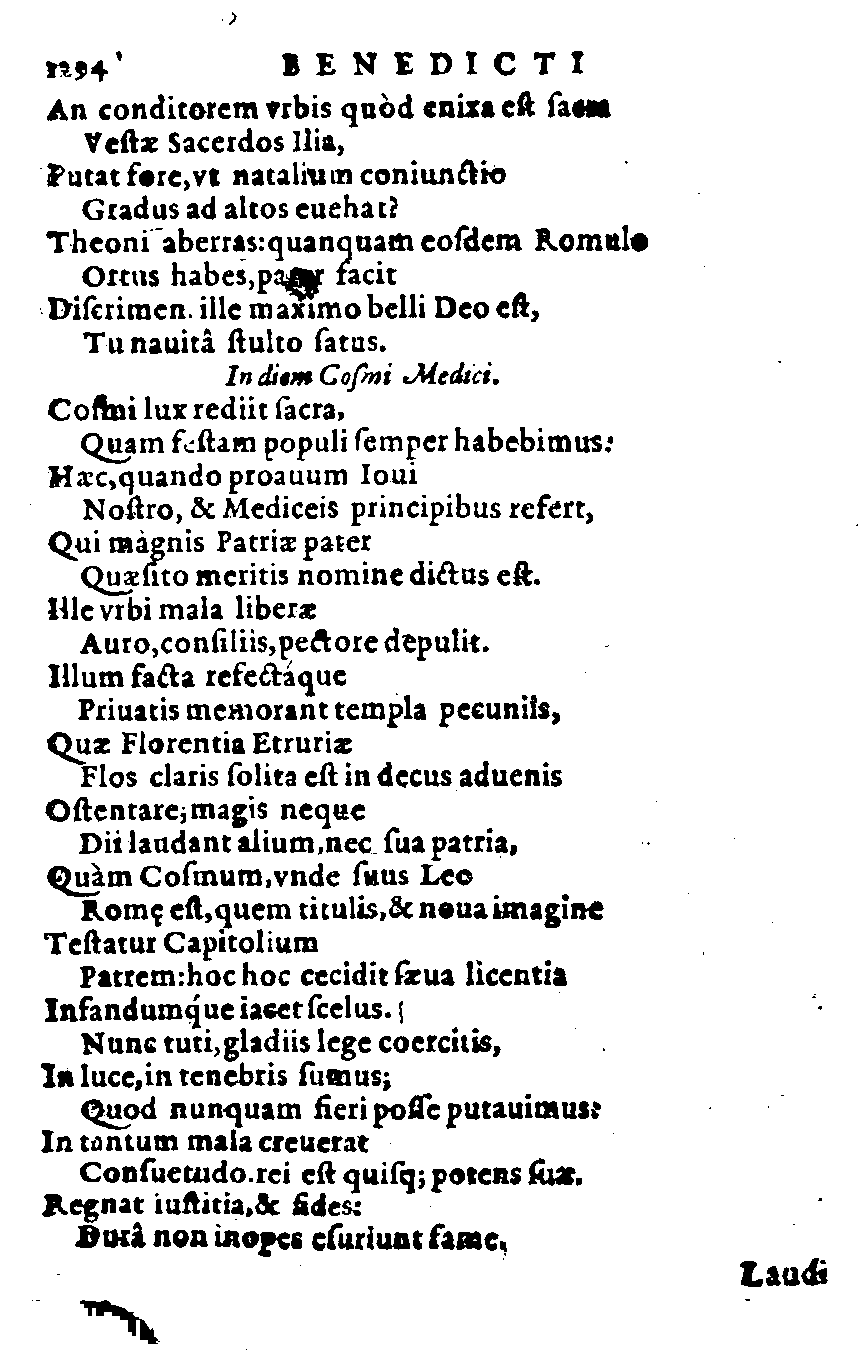 1294 BENEDICTI
An conditorem vrbis quòd enixa eſt ſacra
Veſtæ Sacerdos Ilia,
Putat fore,vt natalium coniunctio
Gradus ad altos euehat?
Theoni aberras:quanquam eoſdem Romulo
Ortus habes,pater facit
Diſcrimen. ille maximo belli Deo eſt,
Tu nauitâ ſtulto ſatus.
In diem Coſmi Medici.
Coſmi lux rediit ſacra,
Quam feſtam populi ſemper habebimus:
Hæc,quando proauum Ioui
Noſtro, & Mediceis principibus refert,
Qui màgnis Patriæ pater
Quæſito meritis nomine dictus eſt.
Ille vrbi mala liberæ
Auro,conſiliis,pectore depulit.
Illum facta refectáque
Priuatis memorant templa pecuniis,
Quæ Florentia Etruriæ
Flos claris ſolita eſt in decus aduenis
Oſtentare;magis neque
Dii laudant alium,nec ſua patria,
Quàm Coſmum,vnde ſuus Leo
Romę eſt,quem titulis,& noua imagine
Teſtatur Capitolium
Patrem:hoc hoc cecidit ſæua licentia
Infandumq́ue iacet ſcelus.
Nunc tuti,gladiis lege coercitis,
In luce,in tenebris ſumus;
Quod nunquam fieri poſſe putauimus:
In tantum mala creuerat
Conſuetudo.rei eſt quiſq; potens ſuæ.
Regnat iuſtitia,& fides:
Durâ non inopes eſuriunt fame,
Laudi